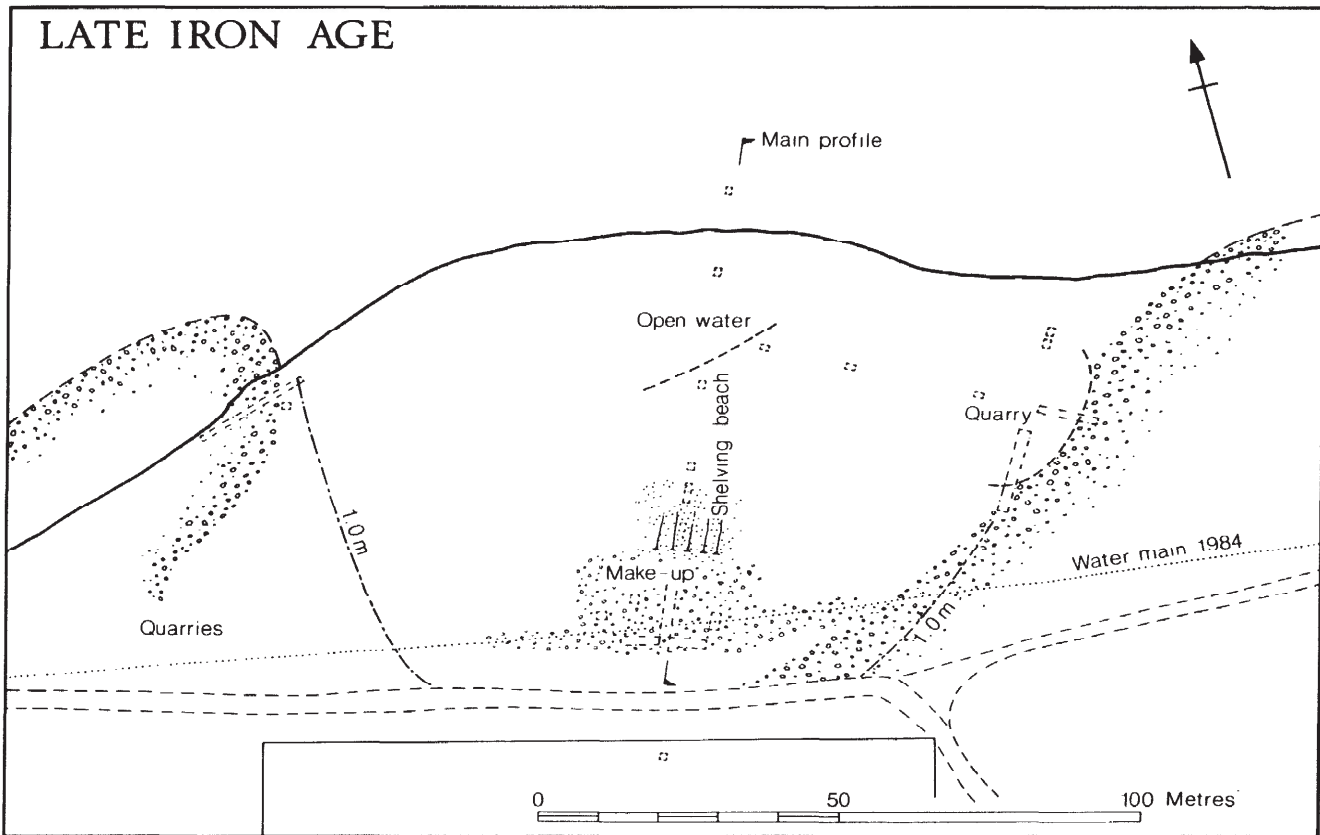 LATE IRON AGE
Main profile
Open water
Shelving beach
Quarry
1.0m
Water main 1984
Make-up
1.0m
Quarries
0 50 100 Metres